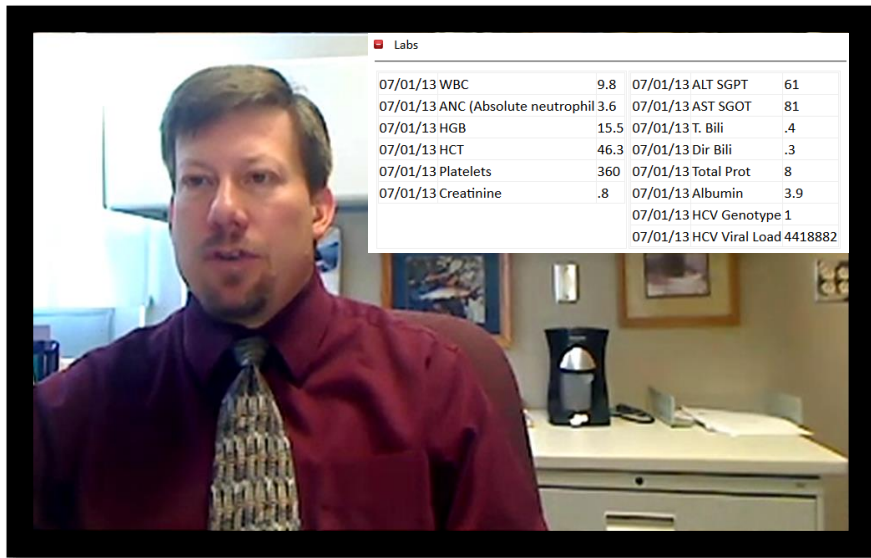 Labs
07/01/13 WBC 9.8 07/01/13 ALT SGPT 61
07/01/13 ANC (Absolute neutrophil 3.6 07/01/13 AST SGOT 81
07/01/13 HGB 15.5 07/01/13 T. Bili .4
07/01/13 HCT 46.3 07/01/13 Dir Bili .3
07/01/13 Platelets 360 07/01/13 Total Prot 8
07/01/13 Creatinine .8 07/01/13 Albumin 3.9
07/01/13 HCV Genotype 1
07/01/13 HCV Viral Load 4418882